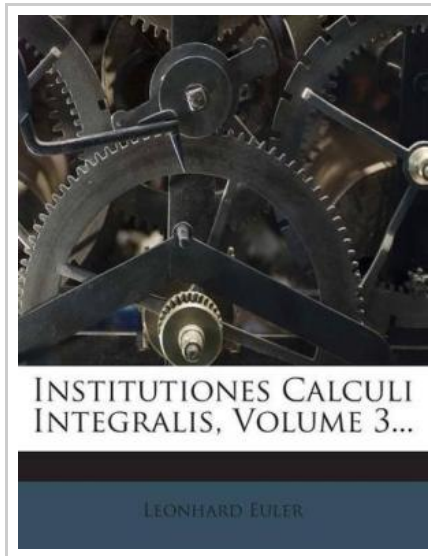 INSTITUTIONES CALCULI
INTEGRALIS, VOLUME 3...
LEONHARD EULER